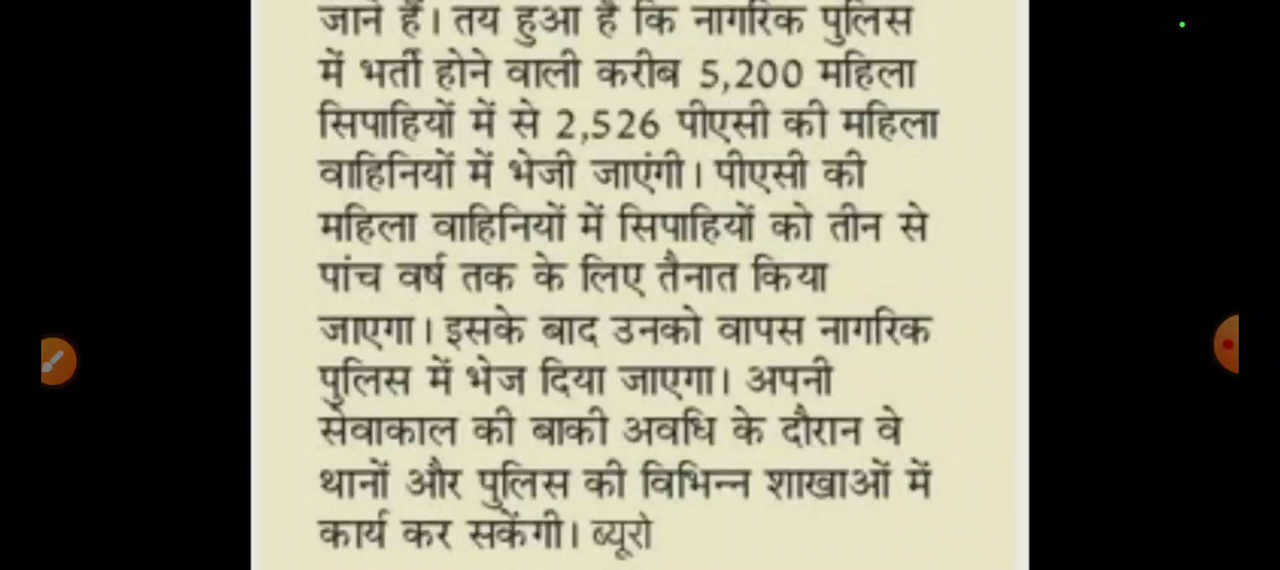 जाने हैं। तय हुआ है कि नागरिक पुलिस
में भर्ती होने वाली करीब 5,200 महिला
सिपाहियों में से 2,526 पीएसी की महिला
वाहिनियों में भेजी जाएंगी। पीएसी की
महिला वाहिनियों में सिपाहियों को तीन से
पांच वर्ष तक के लिए तैनात किया
जाएगा। इसके बाद उनको वापस नागरिक
पुलिस में भेज दिया जाएगा। अपनी
सेवाकाल की बाकी अवधि के दौरान वे
थानों और पुलिस की विभिन्न शाखाओं में
कार्य कर सकेंगी। ब्यूरो